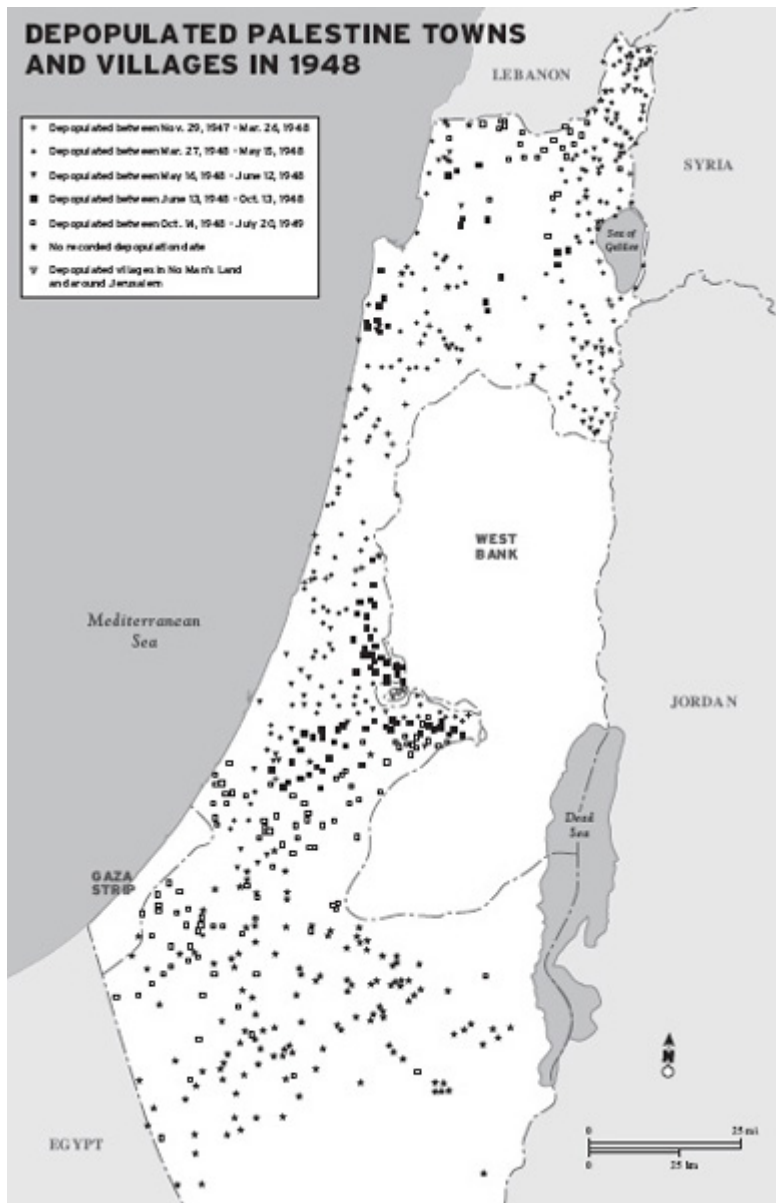 DEPOPULATED PALESTINE TOWNS
AND VILLAGES IN 1948
LEBANON
Depopulated between Nov. 29, 1947 - Mar. 26, 1948
Depopulated between Mar. 27, 1948 - May 15, 1948
Depopulated between May 16, 1948 - June 12, 1948
Depopulated between June 13, 1948 - Oct. 13, 1948
Depopulated between Oct. 14, 1948 - July 20, 1949
No recorded depopulation date
Depopulated villages in No Man's Land
and around Jerusalem
SYRIA
Sea of
Galilee
WEST
BANK
Mediterranean
Sea
JORDAN
Dead
Sea
GAZA
STRIP
N
EGYPT
0 25 mi
0 25 km